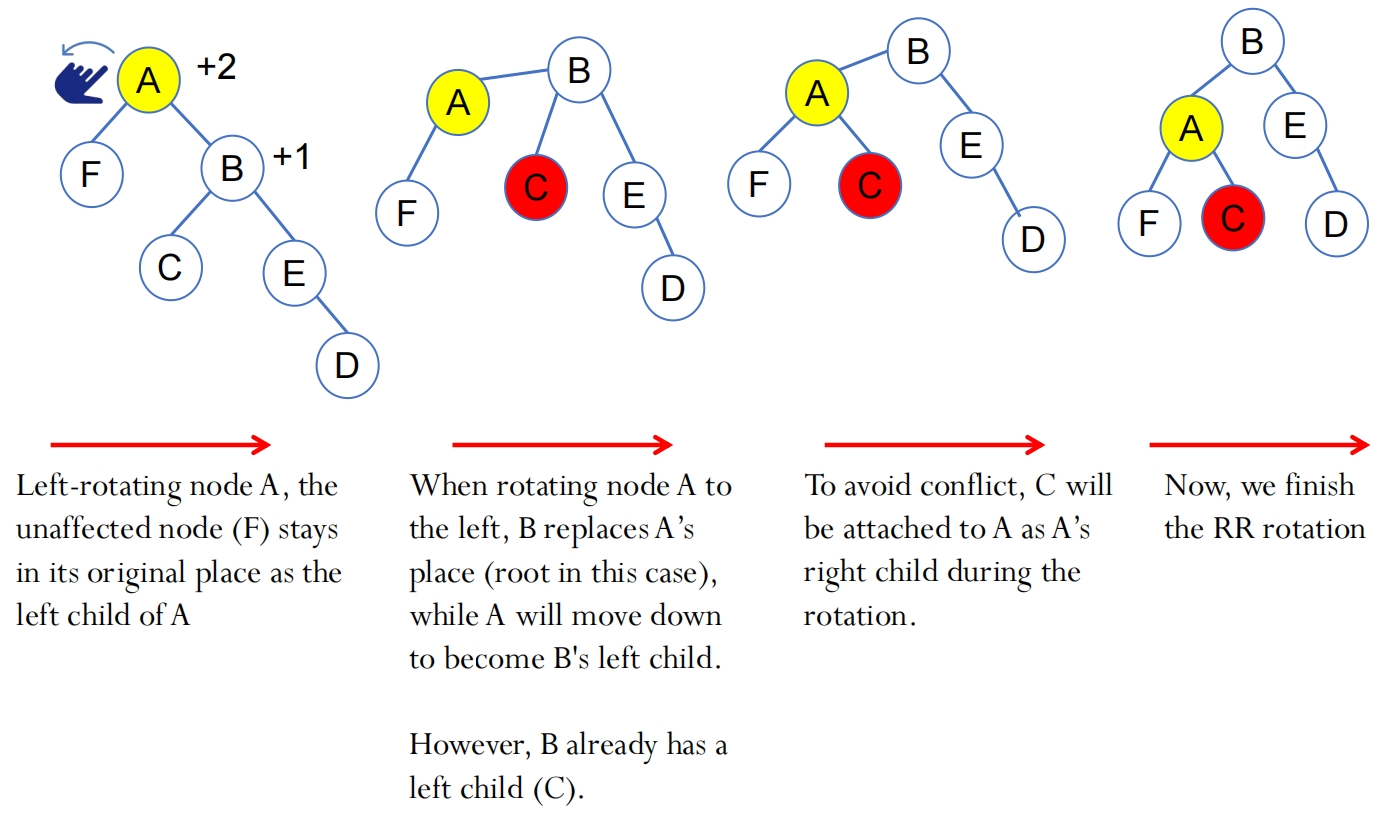 A +2
F
B +1
C
E
D
A
B
C
E
F
D
B
A
E
F
C
D
B
A
E
F
C
D
Left-rotating node A, the
unaffected node (F) stays
in its original place as the
left child of A
When rotating node A to
the left, B replaces A’s
place (root in this case),
while A will move down
to become B's left child.
However, B already has a
left child (C).
To avoid conflict, C will
be attached to A as A’s
right child during the
rotation.
Now, we finish
the RR rotation